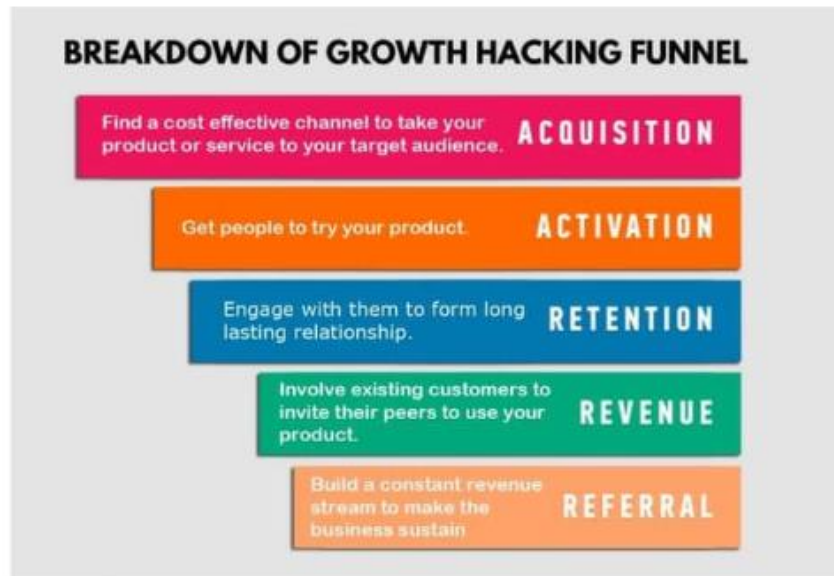 BREAKDOWN OF GROWTH HACKING FUNNEL
Find a cost effective channel to take your
product or service to your target audience.
ACQUISITION
Get people to try your product.
ACTIVATION
Engage with them to form long
lasting relationship.
RETENTION
Involve existing customers to
invite their peers to use your
product.
REVENUE
Build a constant revenue
stream to make the
business sustain
REFERRAL